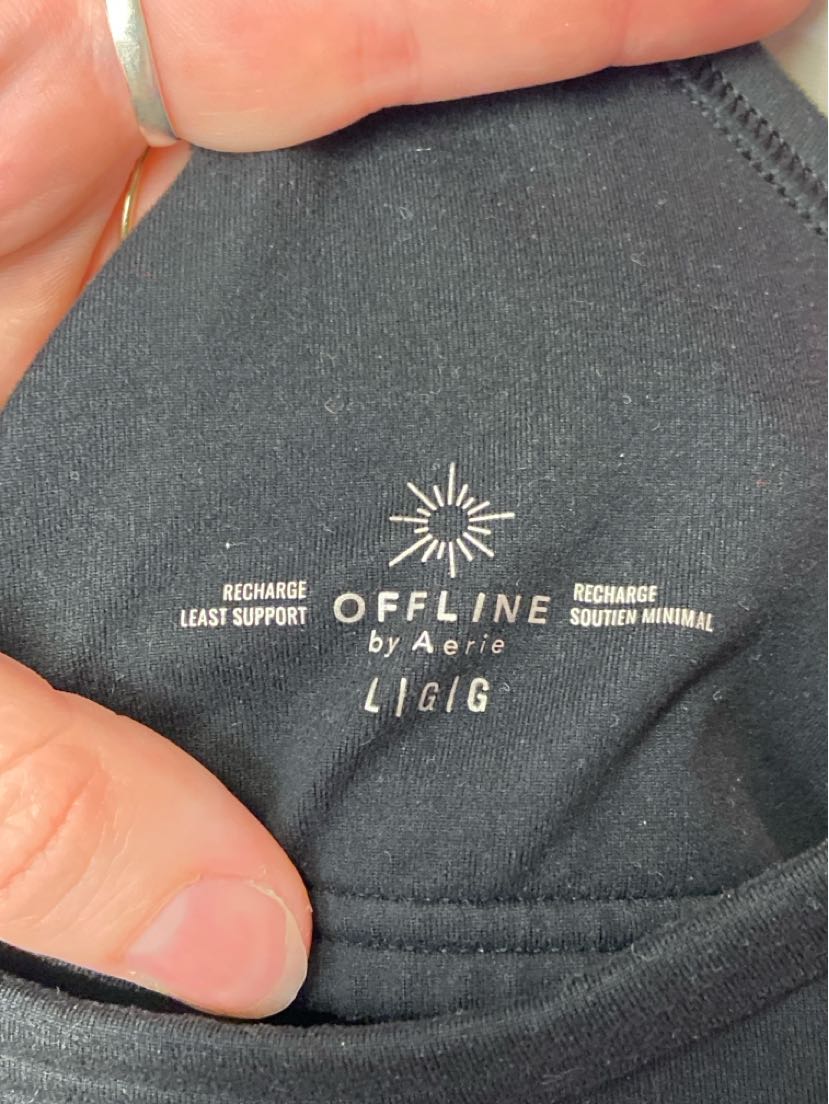 RECHARGE
LEAST SUPPORT
OFFLINE
by Aerie
L|G|G
RECHARGE
SOUTIEN MINIMAL